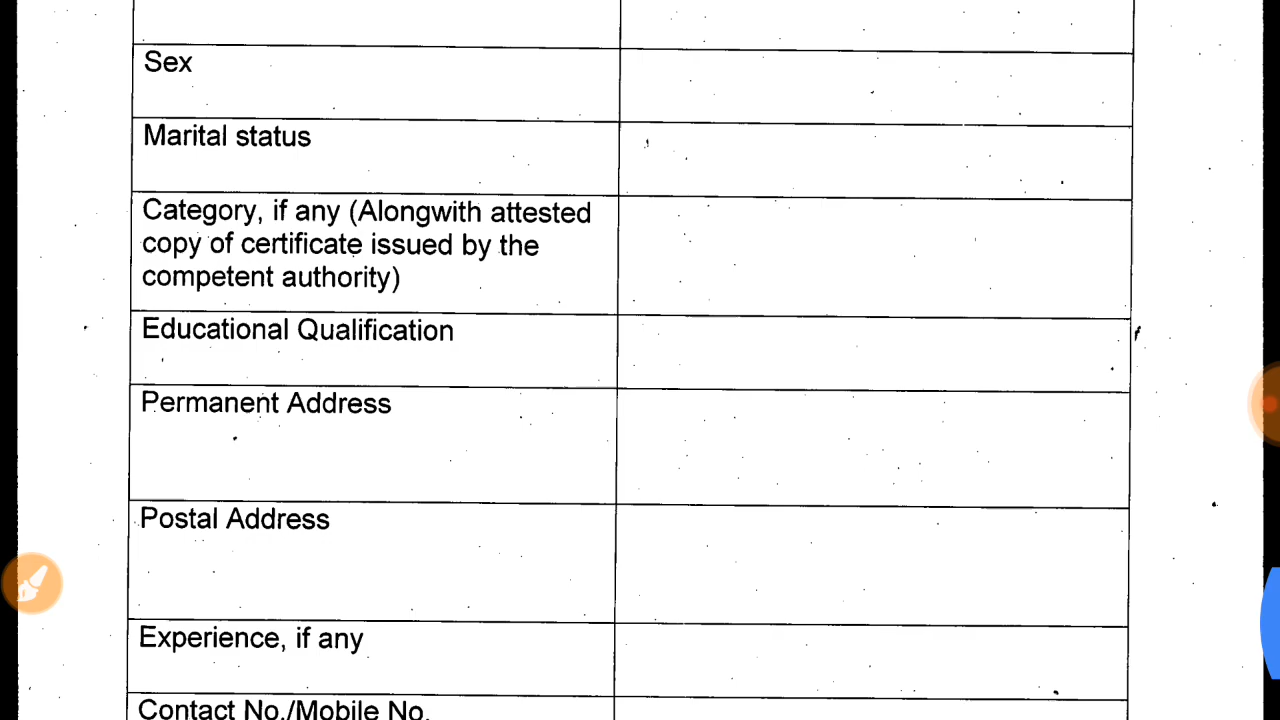 Sex
Marital status
Category, if any (Alongwith attested
copy of certificate issued by the
competent authority)
Educational Qualification
Permanent Address
Postal Address
Experience, if any
Contact No./Mobile No.